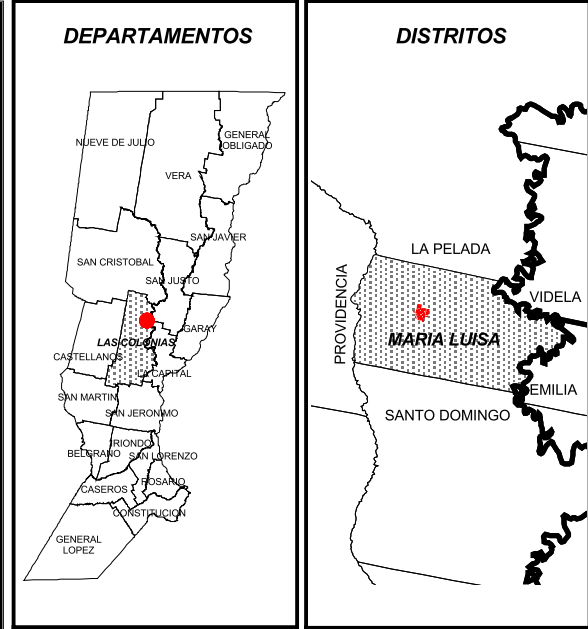 DEPARTAMENTOS
NUEVE DE JULIO
GENERAL
OBLIGADO
VERA
SAN JAVIER
SAN CRISTOBAL
SAN JUSTO
GARAY
LAS COLONIAS
CASTELLANOS
LA CAPITAL
SAN MARTIN
SAN JERONIMO
IRIONDO
BELGRANO
SAN LORENZO
ROSARIO
CASEROS
CONSTITUCION
GENERAL
LOPEZ
DISTRITOS
LA PELADA
PROVIDENCIA
VIDELA
MARIA LUISA
EMILIA
SANTO DOMINGO